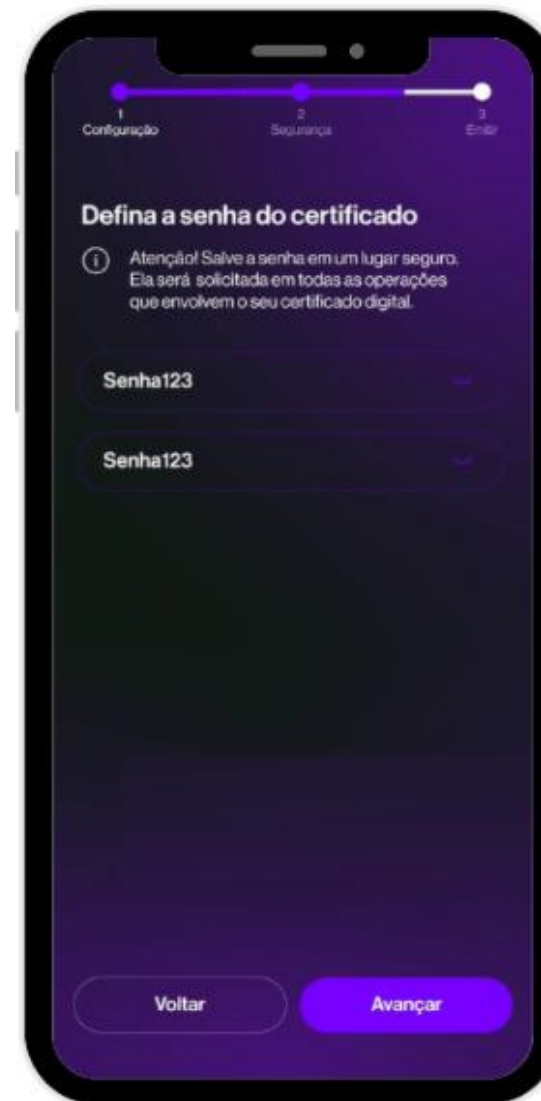 1
2
3
Configuração
Segurança
Emitir
Defina a senha do certificado
Atenção! Salve a senha em um lugar seguro.
Ela será solicitada em todas as operações
que envolvem o seu certificado digital.
Senha123
Senha123
Voltar
Avançar